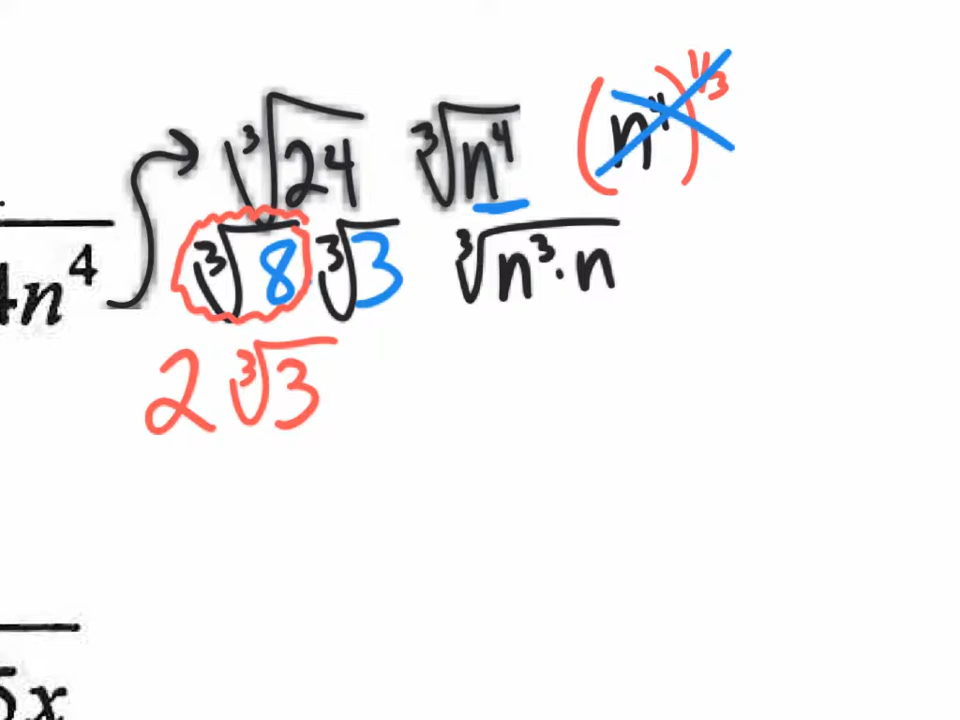 ∛24 ∛n⁴ (n⁴)^1/3
4n⁴ ∛8 ∛3 ∛n³·n
2 ∛3
5x